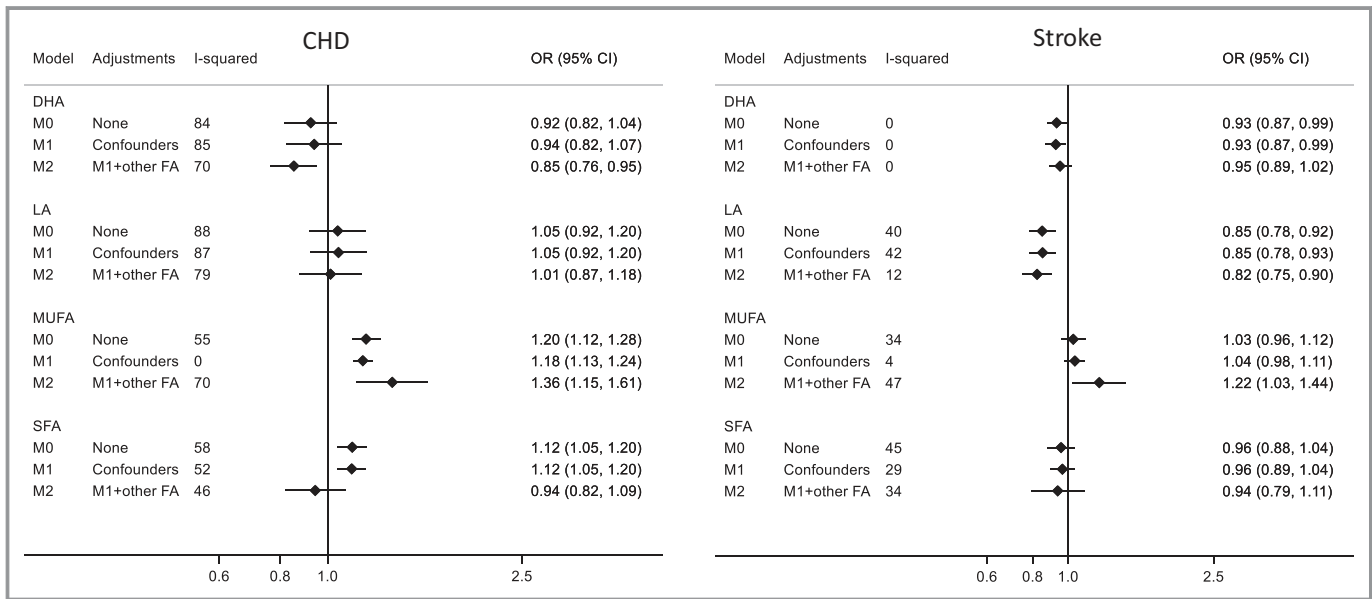 CHD
Model Adjustments I-squared OR (95% CI)
DHA
M0 None 84 0.92 (0.82, 1.04)
M1 Confounders 85 0.94 (0.82, 1.07)
M2 M1+other FA 70 0.85 (0.76, 0.95)
LA
M0 None 88 1.05 (0.92, 1.20)
M1 Confounders 87 1.05 (0.92, 1.20)
M2 M1+other FA 79 1.01 (0.87, 1.18)
MUFA
M0 None 55 1.20 (1.12, 1.28)
M1 Confounders 0 1.18 (1.13, 1.24)
M2 M1+other FA 70 1.36 (1.15, 1.61)
SFA
M0 None 58 1.12 (1.05, 1.20)
M1 Confounders 52 1.12 (1.05, 1.20)
M2 M1+other FA 46 0.94 (0.82, 1.09)
0.6 0.8 1.0 2.5
Stroke
Model Adjustments I-squared OR (95% CI)
DHA
M0 None 0 0.93 (0.87, 0.99)
M1 Confounders 0 0.93 (0.87, 0.99)
M2 M1+other FA 0 0.95 (0.89, 1.02)
LA
M0 None 40 0.85 (0.78, 0.92)
M1 Confounders 42 0.85 (0.78, 0.93)
M2 M1+other FA 12 0.82 (0.75, 0.90)
MUFA
M0 None 34 1.03 (0.96, 1.12)
M1 Confounders 4 1.04 (0.98, 1.11)
M2 M1+other FA 47 1.22 (1.03, 1.44)
SFA
M0 None 45 0.96 (0.88, 1.04)
M1 Confounders 29 0.96 (0.89, 1.04)
M2 M1+other FA 34 0.94 (0.79, 1.11)
0.6 0.8 1.0 2.5